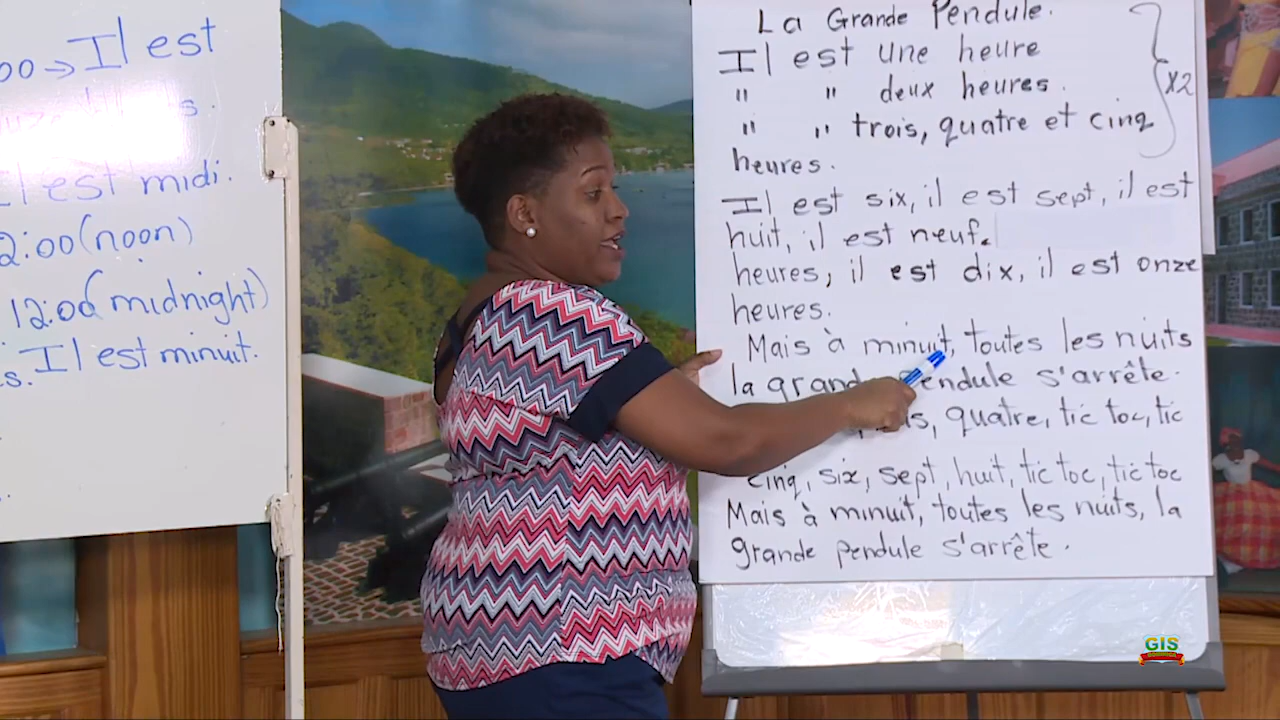 00 → Il est
Il est midi.
2:00 (noon)
12:00 (midnight)
s. Il est minuit.
La Grande Pendule.
Il est une heure
" " deux heures.
" " trois, quatre et cinq
heures.
x2
Il est six, il est sept, il est
huit, il est neuf.
heures, il est dix, il est onze
heures.
Mais à minuit, toutes les nuits
la grande pendule s'arrête.
quatre, tic toc, tic
cinq, six, sept, huit, tic toc, tic toc
Mais à minuit, toutes les nuits, la
grande pendule s'arrête.
GIS